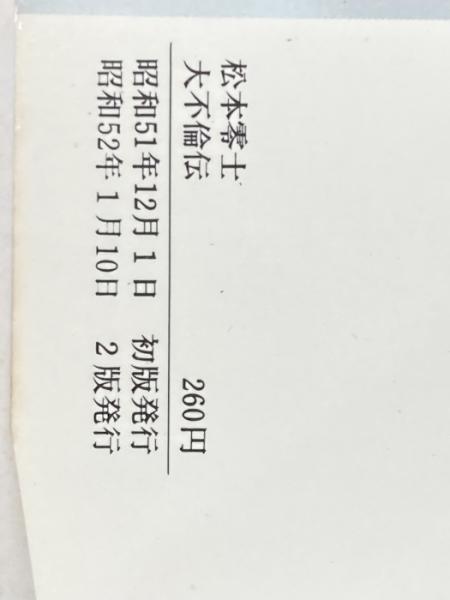 松本零士
大不倫伝 260円
昭和51年12月1日 初版発行
昭和52年1月10日 2版発行